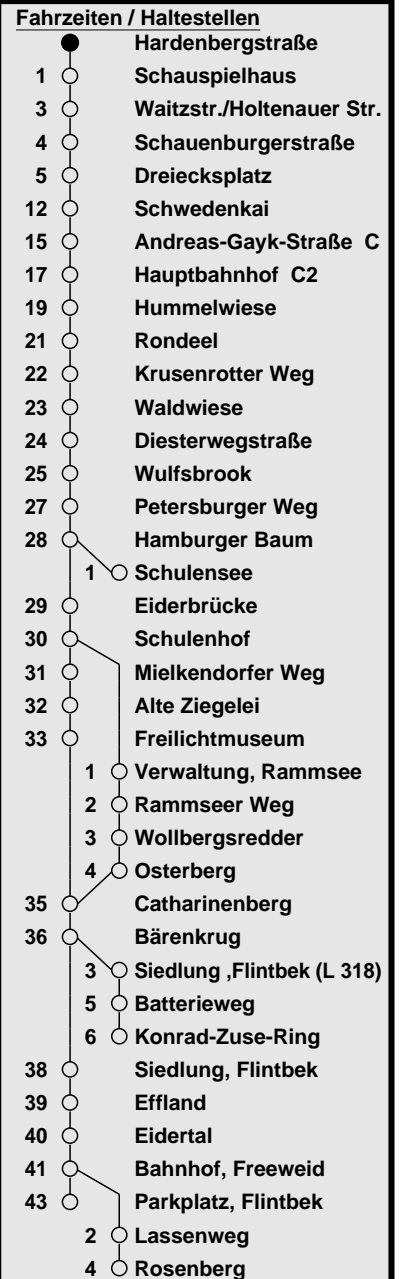 Fahrzeiten / Haltestellen
Hardenbergstraße
1 Schauspielhaus
3 Waitzstr./Holtenauer Str.
4 Schauenburgerstraße
5 Dreiecksplatz
12 Schwedenkai
15 Andreas-Gayk-Straße C
17 Hauptbahnhof C2
19 Hummelwiese
21 Rondeel
22 Krusenrotter Weg
23 Waldwiese
24 Diesterwegstraße
25 Wulfsbrook
27 Petersburger Weg
28 Hamburger Baum
1 Schulensee
29 Eiderbrücke
30 Schulenhof
31 Mielkendorfer Weg
32 Alte Ziegelei
33 Freilichtmuseum
1 Verwaltung, Rammsee
2 Rammseer Weg
3 Wollbergsredder
4 Osterberg
35 Catharinenberg
36 Bärenkrug
3 Siedlung ,Flintbek (L 318)
5 Batterieweg
6 Konrad-Zuse-Ring
38 Siedlung, Flintbek
39 Effland
40 Eidertal
41 Bahnhof, Freeweid
43 Parkplatz, Flintbek
2 Lassenweg
4 Rosenberg